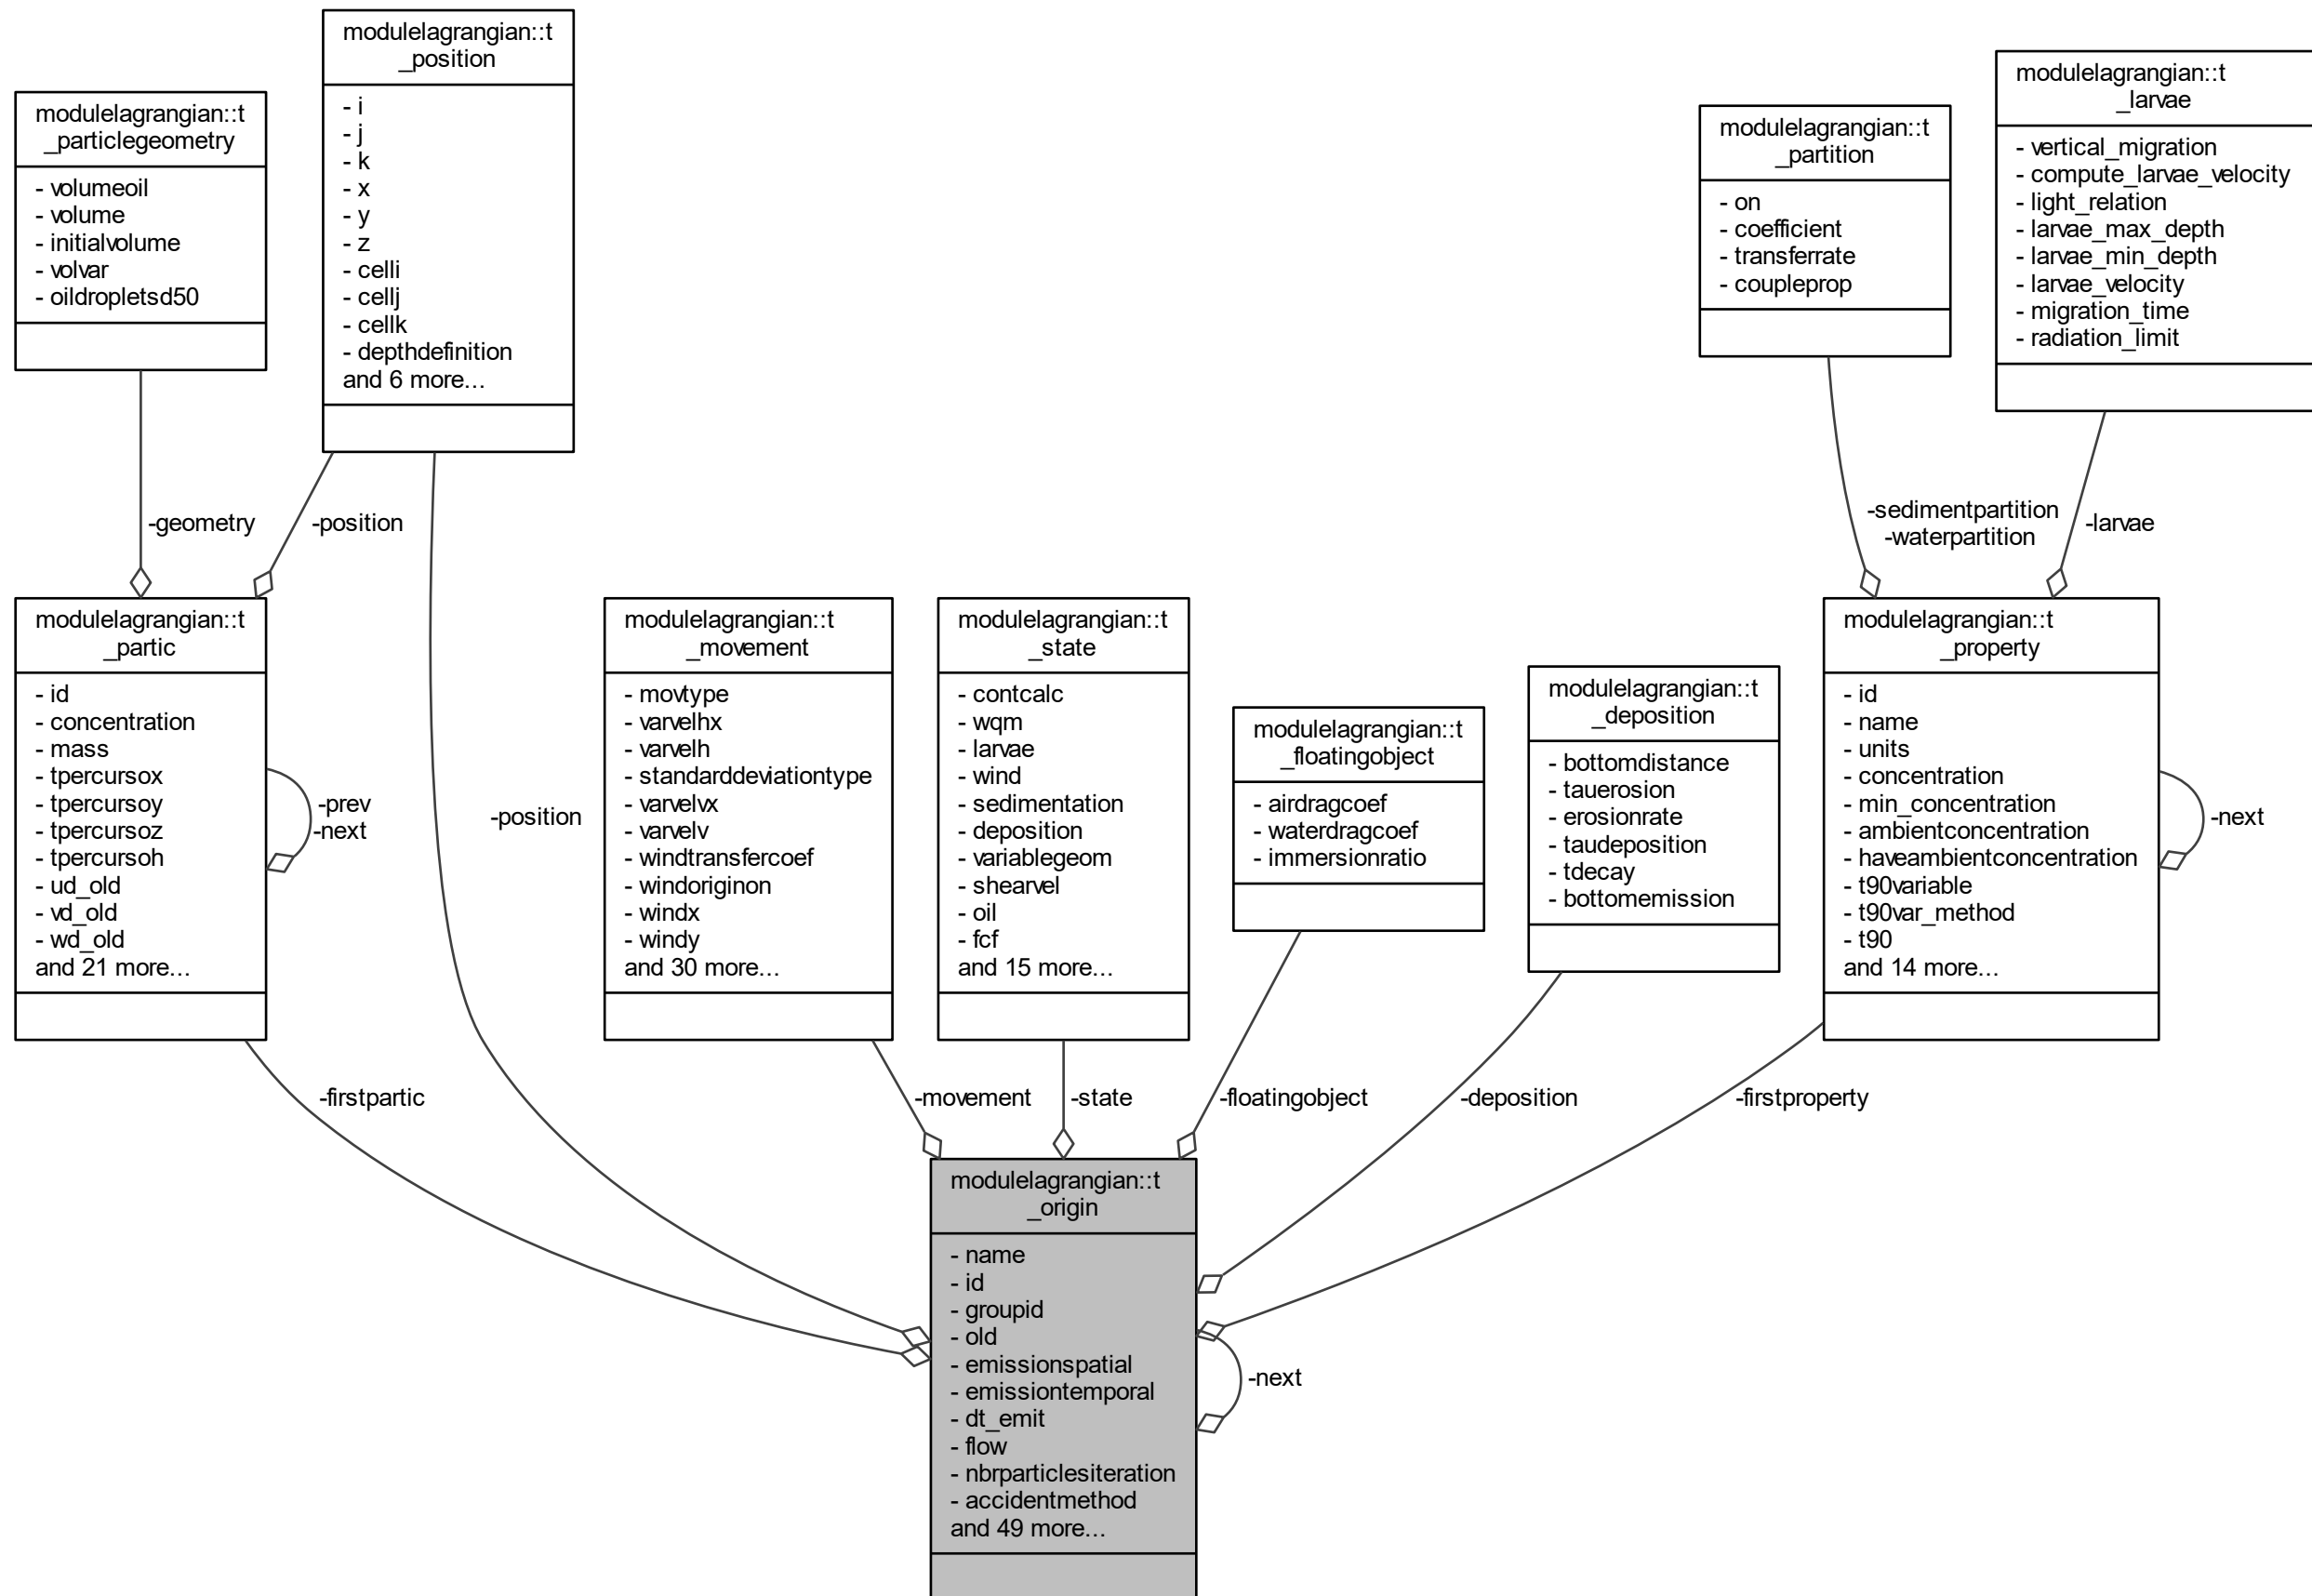 modulelagrangian::t
_position
- i
- j
- k
- x
- y
- z
- celli
- cellj
- cellk
- depthdefinition
and 6 more...
modulelagrangian::t
_particlegeometry
- volumeoil
- volume
- initialvolume
- volvar
- oildropletsd50
modulelagrangian::t
_partition
- on
- coefficient
- transferrate
- coupleprop
modulelagrangian::t
_larvae
- vertical_migration
- compute_larvae_velocity
- light_relation
- larvae_max_depth
- larvae_min_depth
- larvae_velocity
- migration_time
- radiation_limit
-geometry
-position
-sedimentpartition
-waterpartition
-larvae
modulelagrangian::t
_partic
- id
- concentration
- mass
- tpercursox
- tpercursoy
- tpercursoz
- tpercursoh
- ud_old
- vd_old
- wd_old
and 21 more...
-prev
-next
-position
modulelagrangian::t
_movement
- movtype
- varvelhx
- varvelh
- standarddeviationtype
- varvelvx
- varvelv
- windtransfercoef
- windoriginon
- windx
- windy
and 30 more...
modulelagrangian::t
_state
- contcalc
- wqm
- larvae
- wind
- sedimentation
- deposition
- variablegeom
- shearvel
- oil
- fcf
and 15 more...
modulelagrangian::t
_floatingobject
- airdragcoef
- waterdragcoef
- immersionratio
modulelagrangian::t
_deposition
- bottomdistance
- tauerosion
- erosionrate
- taudeposition
- tdecay
- bottomemission
modulelagrangian::t
_property
- id
- name
- units
- concentration
- min_concentration
- ambientconcentration
- haveambientconcentration
- t90variable
- t90var_method
- t90
and 14 more...
-next
-firstpartic
-movement
-state
-floatingobject
-deposition
-firstproperty
modulelagrangian::t
_origin
- name
- id
- groupid
- old
- emissionspatial
- emissiontemporal
- dt_emit
- flow
- nbrparticlesiteration
- accidentmethod
and 49 more...
-next